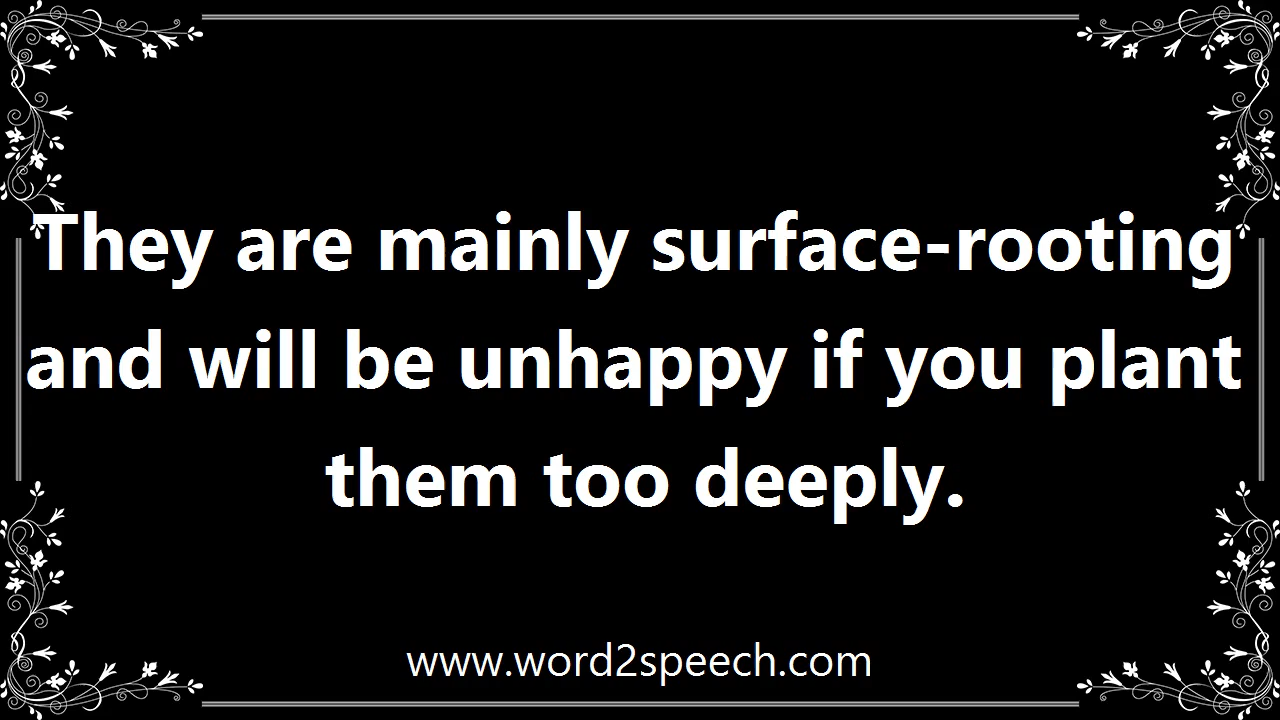 They are mainly surface-rooting
and will be unhappy if you plant
them too deeply.
www.word2speech.com